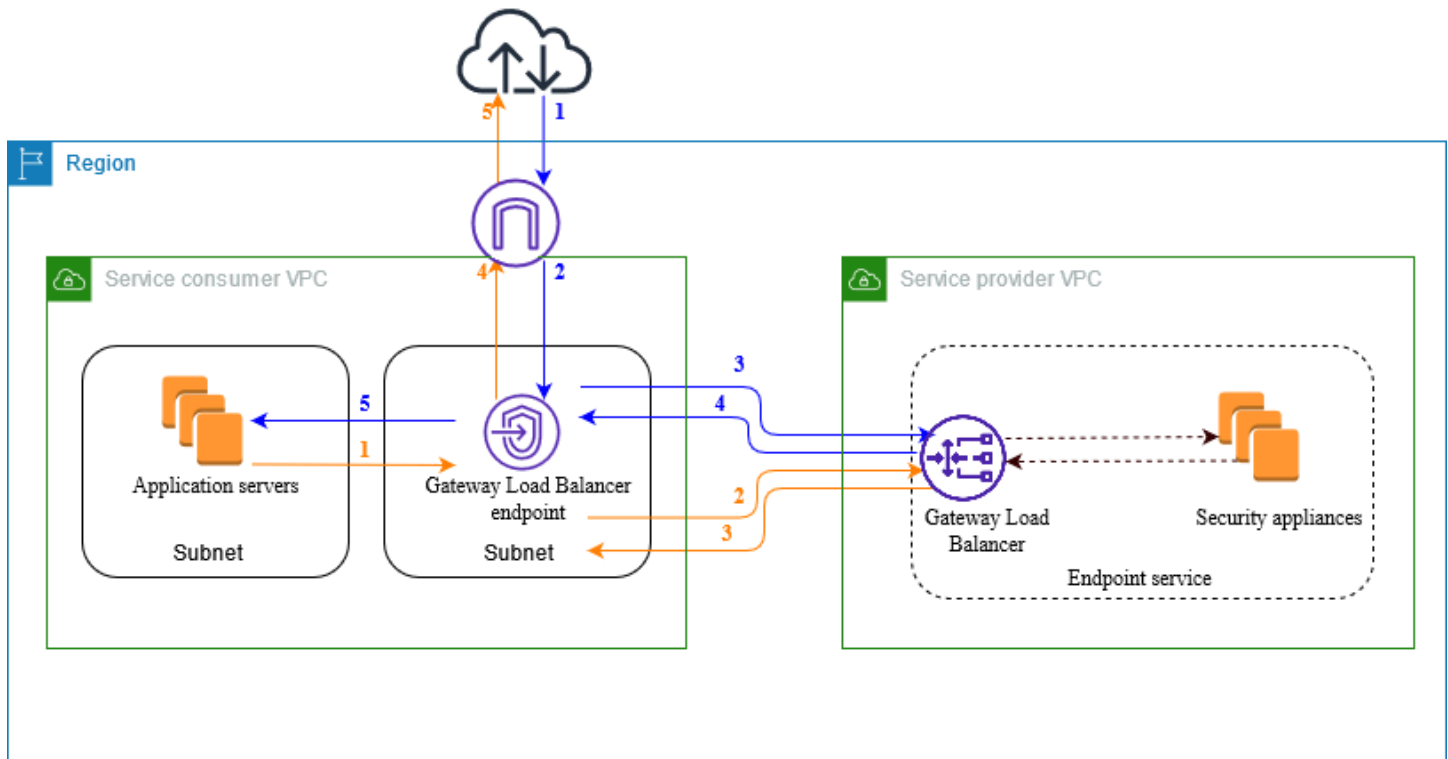 5
1
Region
4
2
Service consumer VPC
Service provider VPC
3
4
5
1
2
3
Application servers
Gateway Load Balancer
endpoint
Subnet
Subnet
Gateway Load
Balancer
Security appliances
Endpoint service